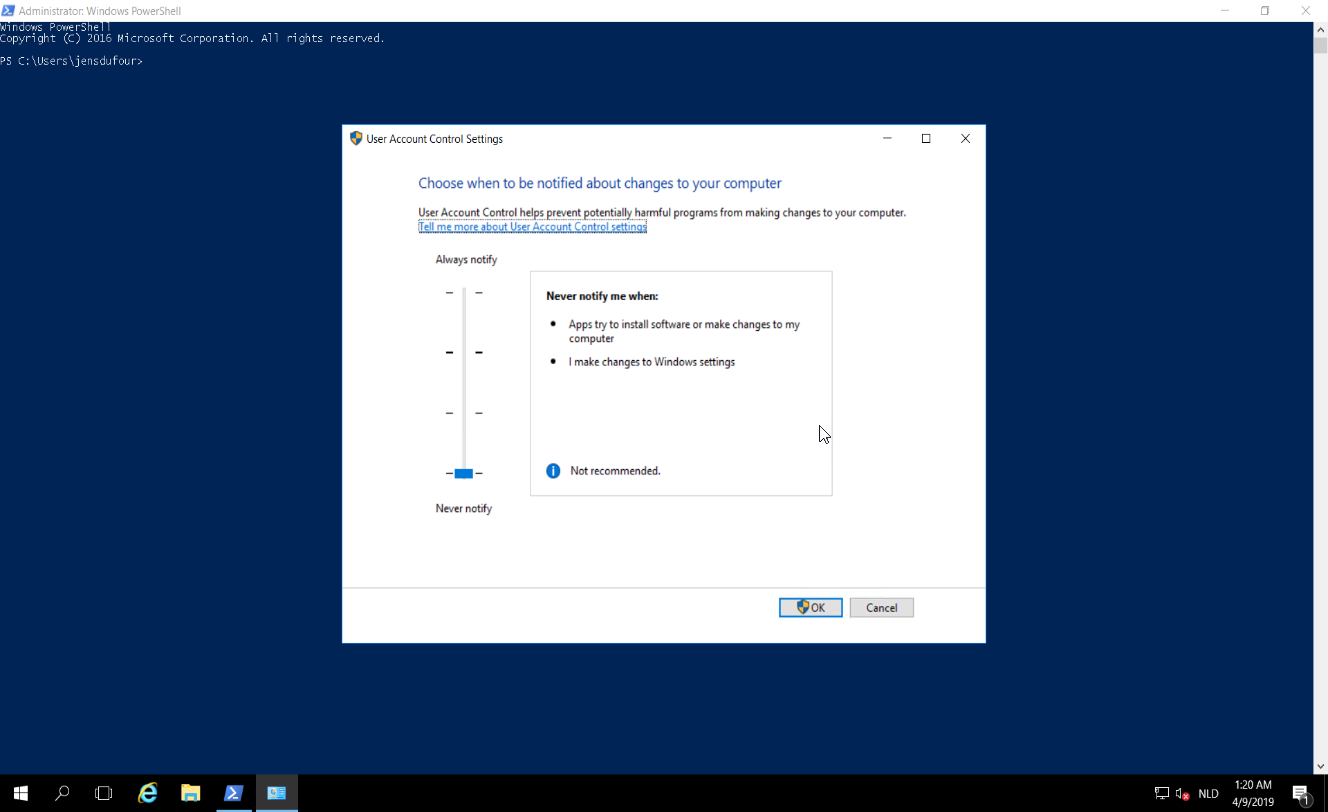 Administrator: Windows PowerShell
Windows PowerShell
Copyright (C) 2016 Microsoft Corporation. All rights reserved.
PS C:\Users\jensdufour>
User Account Control Settings
Choose when to be notified about changes to your computer
User Account Control helps prevent potentially harmful programs from making changes to your computer.
Tell me more about User Account Control settings
Always notify
Never notify me when:
• Apps try to install software or make changes to my
computer
• I make changes to Windows settings
Not recommended.
Never notify
OK
Cancel
NLD
1:20 AM
4/9/2019
1